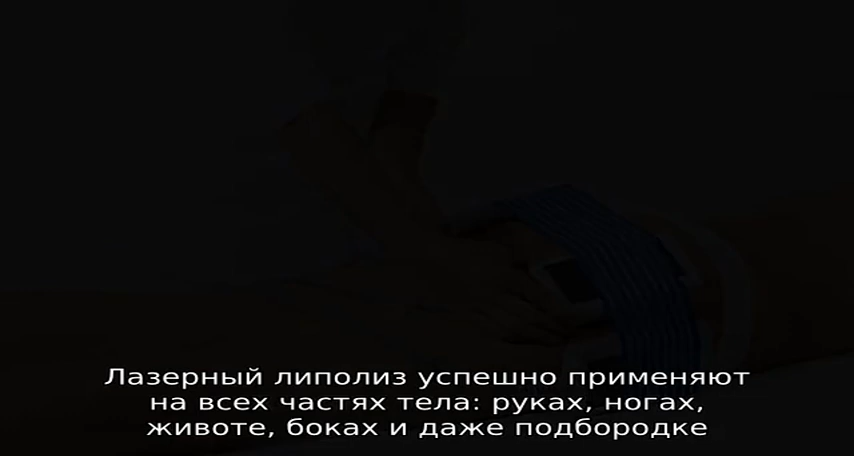 Лазерный липолиз успешно применяют
на всех частях тела: руках, ногах,
животе, боках и даже подбородке